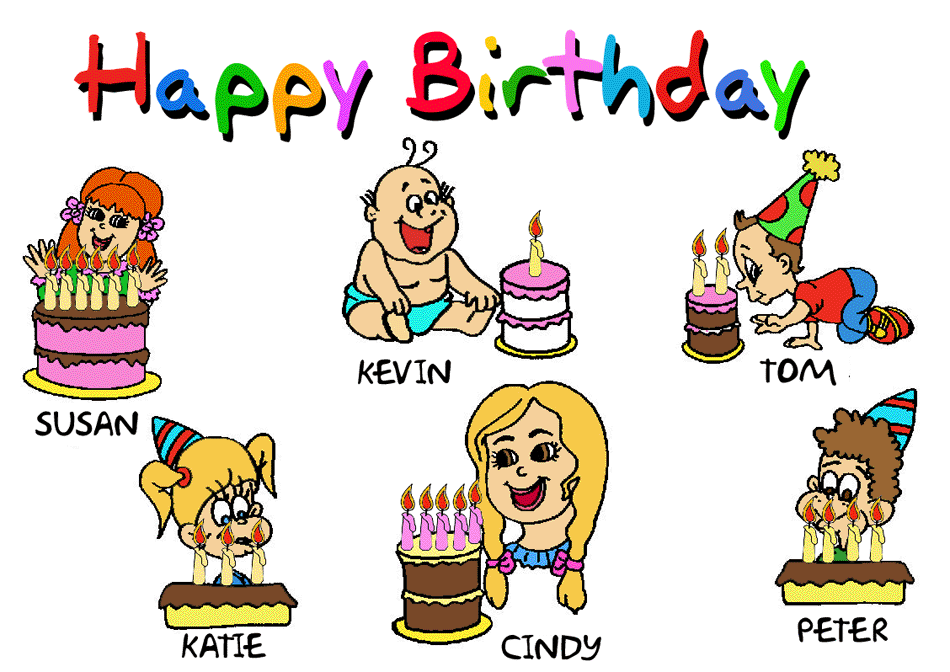 Happy Birthday
KEVIN
TOM
SUSAN
KATIE
CINDY
PETER